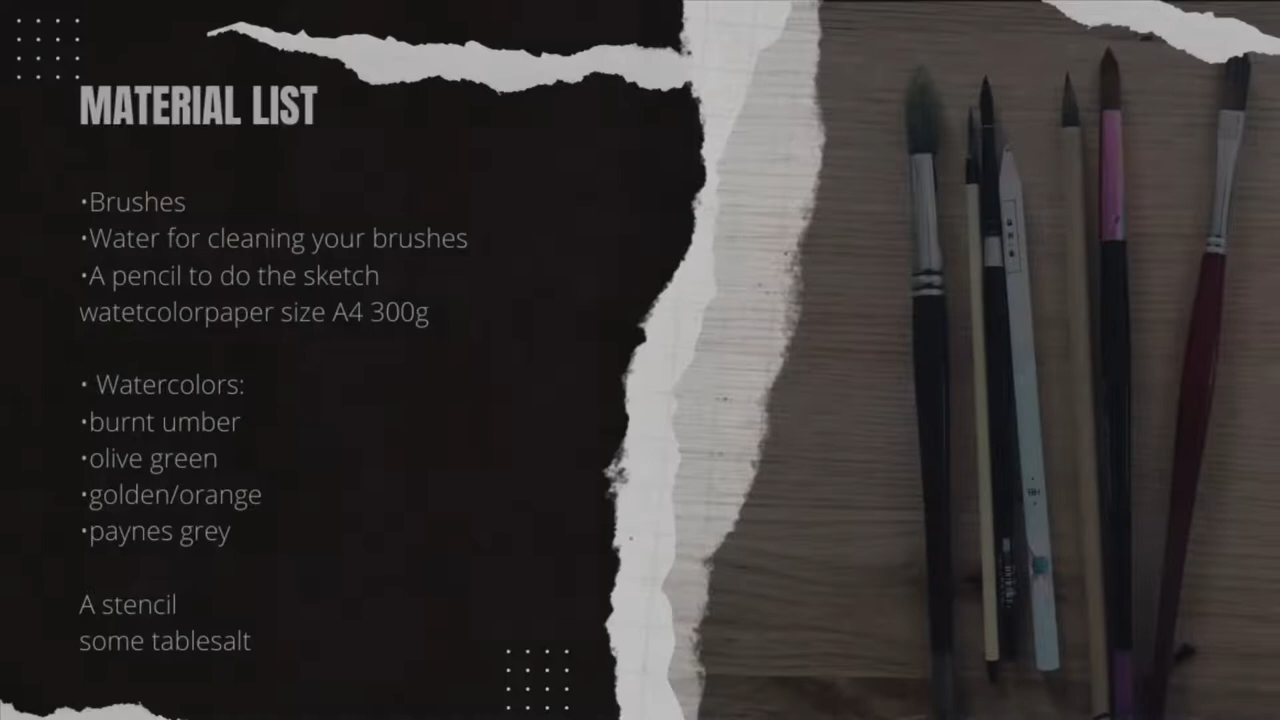 MATERIAL LIST
•Brushes
•Water for cleaning your brushes
•A pencil to do the sketch
watetcolorpaper size A4 300g
• Watercolors:
•burnt umber
•olive green
•golden/orange
•paynes grey
A stencil
some tablesalt